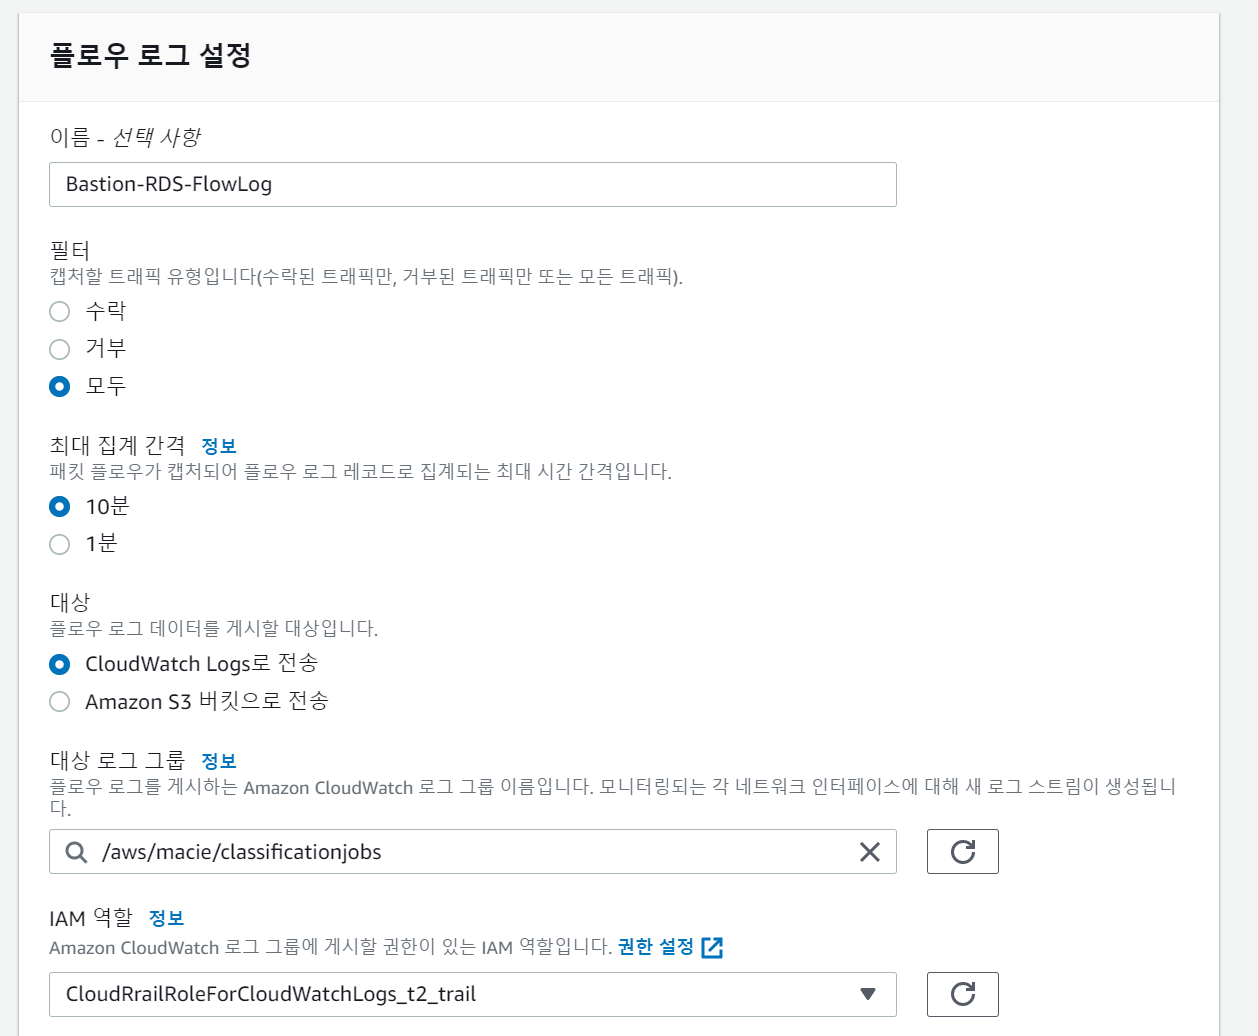 플로우 로그 설정
이름 - 선택 사항
Bastion-RDS-FlowLog
필터
캡처할 트래픽 유형입니다(수락된 트래픽만, 거부된 트래픽만 또는 모든 트래픽).
수락
거부
모두
최대 집계 간격 정보
패킷 플로우가 캡처되어 플로우 로그 레코드로 집계되는 최대 시간 간격입니다.
10분
1분
대상
플로우 로그 데이터를 게시할 대상입니다.
CloudWatch Logs로 전송
Amazon S3 버킷으로 전송
대상 로그 그룹 정보
플로우 로그를 게시하는 Amazon CloudWatch 로그 그룹 이름입니다. 모니터링되는 각 네트워크 인터페이스에 대해 새 로그 스트림이 생성됩니
다.
/aws/macie/classificationjobs
IAM 역할 정보
Amazon CloudWatch 로그 그룹에 게시할 권한이 있는 IAM 역할입니다. 권한 설정
CloudRrailRoleForCloudWatchLogs_t2_trail